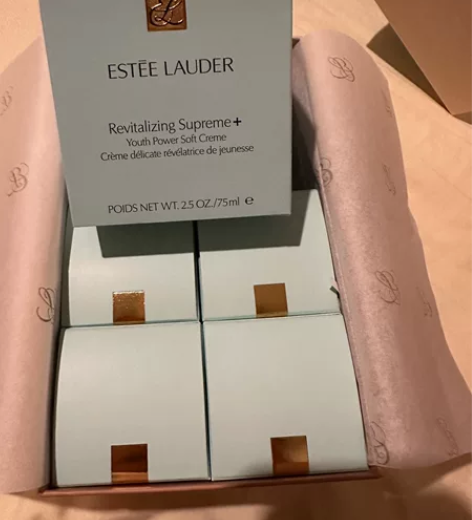 ESTĒE LAUDER
Revitalizing Supreme+
Youth Power Soft Creme
Crème délicate révélatrice de jeunesse
POIDS NET WT. 2.5 OZ./75ml ℮